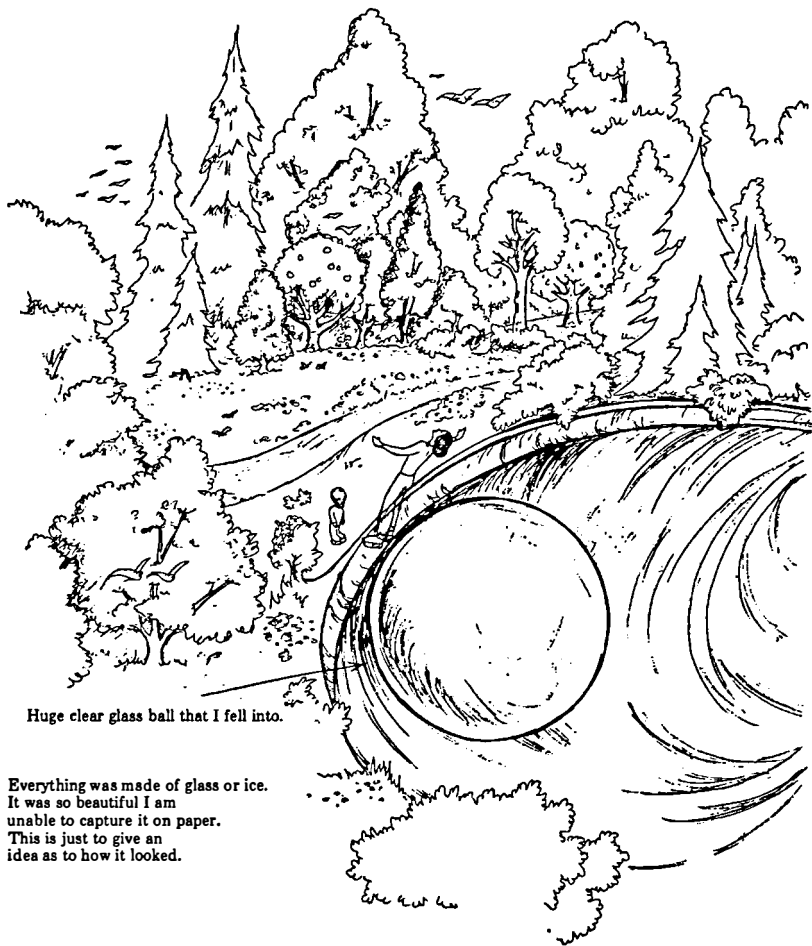 Huge clear glass ball that I fell into.
Everything was made of glass or ice.
It was so beautiful I am
unable to capture it on paper.
This is just to give an
idea as to how it looked.